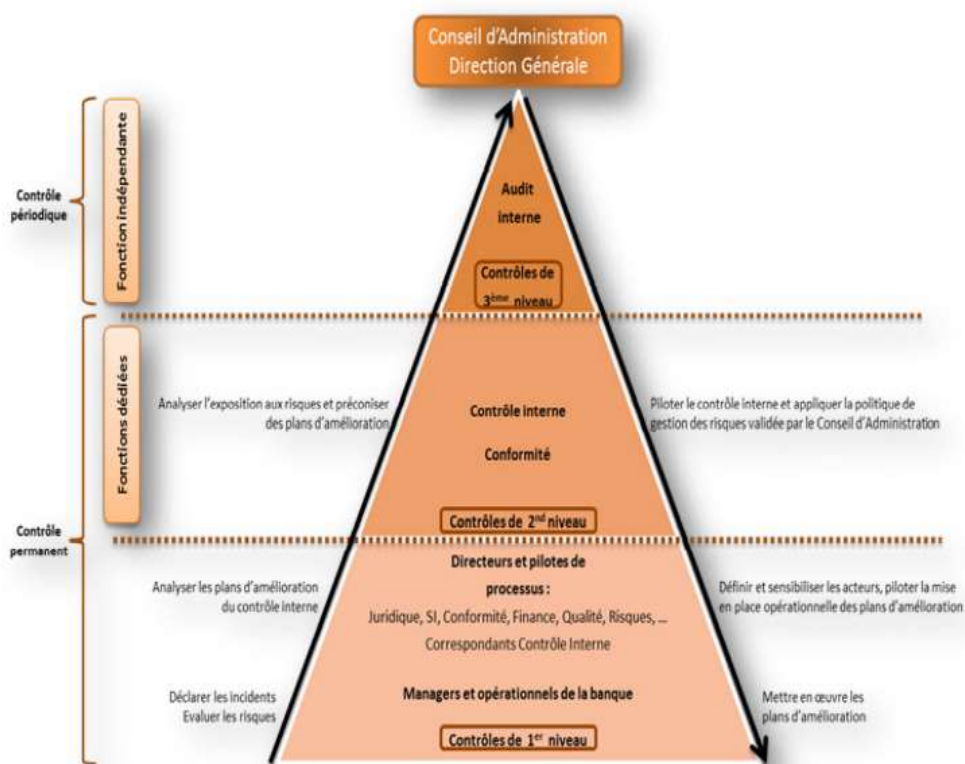 Conseil d'Administration
Direction Générale
Contrôle
périodique
Fonction indépendante
Audit
interne
Contrôles de
3ème niveau
Contrôle
permanent
Fonctions dédiées
Analyser l'exposition aux risques et préconiser
des plans d'amélioration
Contrôle interne
Conformité
Contrôles de 2nd niveau
Piloter le contrôle interne et appliquer la politique de
gestion des risques validée par le Conseil d'Administration
Analyser les plans d'amélioration
du contrôle interne
Directeurs et pilotes de
processus :
Juridique, SI, Conformité, Finance, Qualité, Risques, ...
Correspondants Contrôle Interne
Définir et sensibiliser les acteurs, piloter la mise
en place opérationnelle des plans d'amélioration
Déclarer les incidents
Evaluer les risques
Managers et opérationnels de la banque
Contrôles de 1er niveau
Mettre en œuvre les
plans d'amélioration